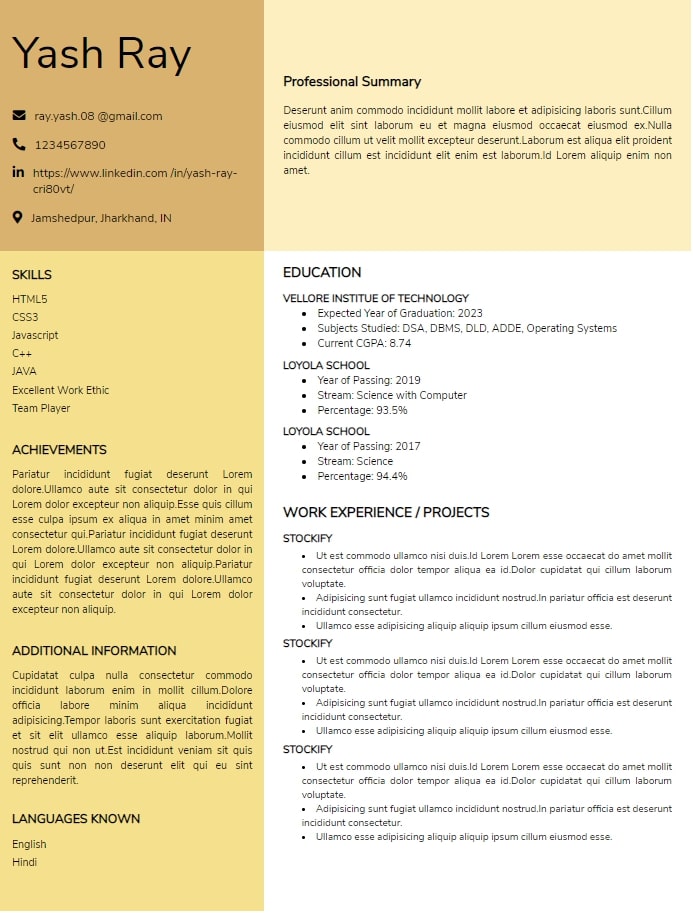 Yash Ray
ray.yash.08 @gmail.com
1234567890
https://www.linkedin.com /in/yash-ray-
cri80vt/
Jamshedpur, Jharkhand, IN
Professional Summary
Deserunt anim commodo incididunt mollit labore et adipisicing laboris sunt.Cillum
eiusmod elit sint laborum eu et magna eiusmod occaecat eiusmod ex.Nulla
commodo cillum ut velit mollit excepteur deserunt.Laborum est aliqua elit proident
incididunt cillum est incididunt elit enim est laborum.Id Lorem aliquip enim non
amet.
SKILLS
HTML5
CSS3
Javascript
C++
JAVA
Excellent Work Ethic
Team Player
ACHIEVEMENTS
Pariatur incididunt fugiat deserunt Lorem
dolore.Ullamco aute sit consectetur dolor in qui
Lorem dolor excepteur non aliquip.Esse quis cillum
esse culpa ipsum ex aliqua in amet minim amet
consectetur qui.Pariatur incididunt fugiat deserunt
Lorem dolore.Ullamco aute sit consectetur dolor in
qui Lorem dolor excepteur non aliquip.Pariatur
incididunt fugiat deserunt Lorem dolore.Ullamco
aute sit consectetur dolor in qui Lorem dolor
excepteur non aliquip.
ADDITIONAL INFORMATION
Cupidatat culpa nulla consectetur commodo
incididunt laborum enim in mollit cillum.Dolore
officia labore minim aliqua incididunt
adipisicing.Tempor laboris sunt exercitation fugiat
et sit elit ullamco esse aliquip laborum.Mollit
nostrud qui non ut.Est incididunt veniam sit quis
quis sunt non non deserunt elit qui eu sint
reprehenderit.
LANGUAGES KNOWN
English
Hindi
EDUCATION
VELLORE INSTITUE OF TECHNOLOGY
• Expected Year of Graduation: 2023
• Subjects Studied: DSA, DBMS, DLD, ADDE, Operating Systems
• Current CGPA: 8.74
LOYOLA SCHOOL
• Year of Passing: 2019
• Stream: Science with Computer
• Percentage: 93.5%
LOYOLA SCHOOL
• Year of Passing: 2017
• Stream: Science
• Percentage: 94.4%
WORK EXPERIENCE / PROJECTS
STOCKIFY
• Ut est commodo ullamco nisi duis.Id Lorem Lorem esse occaecat do amet mollit
consectetur officia dolor tempor aliqua ea id.Dolor cupidatat qui cillum laborum
voluptate.
• Adipisicing sunt fugiat ullamco incididunt nostrud.In pariatur officia est deserunt
incididunt consectetur.
• Ullamco esse adipisicing aliquip aliquip ipsum cillum eiusmod esse.
STOCKIFY
• Ut est commodo ullamco nisi duis.Id Lorem Lorem esse occaecat do amet mollit
consectetur officia dolor tempor aliqua ea id.Dolor cupidatat qui cillum laborum
voluptate.
• Adipisicing sunt fugiat ullamco incididunt nostrud.In pariatur officia est deserunt
incididunt consectetur.
• Ullamco esse adipisicing aliquip aliquip ipsum cillum eiusmod esse.
STOCKIFY
• Ut est commodo ullamco nisi duis.Id Lorem Lorem esse occaecat do amet mollit
consectetur officia dolor tempor aliqua ea id.Dolor cupidatat qui cillum laborum
voluptate.
• Adipisicing sunt fugiat ullamco incididunt nostrud.In pariatur officia est deserunt
incididunt consectetur.
• Ullamco esse adipisicing aliquip aliquip ipsum cillum eiusmod esse.